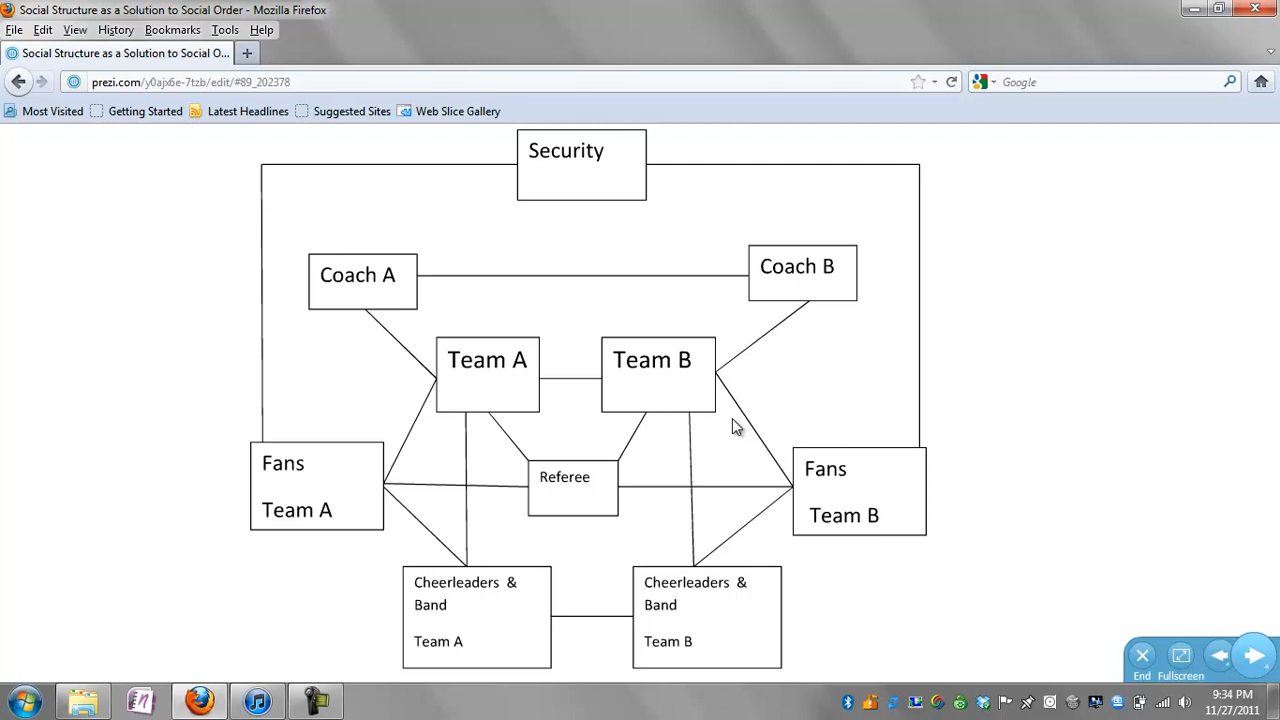 Social Structure as a Solution to Social Order - Mozilla Firefox
File Edit View History Bookmarks Tools Help
Social Structure as a Solution to Social O...
prezi.com/y0ajx6e-7tzb/edit/#89_202378
Google
Most Visited Getting Started Latest Headlines Suggested Sites Web Slice Gallery
Security
Coach A
Coach B
Team A
Team B
Fans
Team A
Referee
Fans
Team B
Cheerleaders &
Band
Team A
Cheerleaders &
Band
Team B
End Fullscreen
9:34 PM
11/27/2011